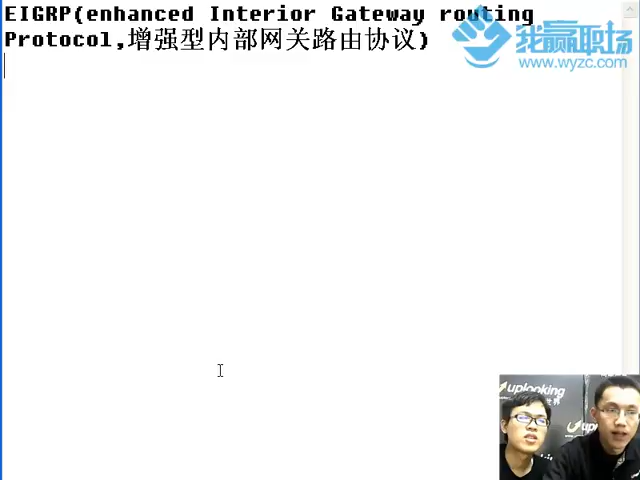 EIGRP(enhanced Interior Gateway routing
Protocol,增强型内部网关路由协议)
我赢职场
www.wyzc.com
uplooking